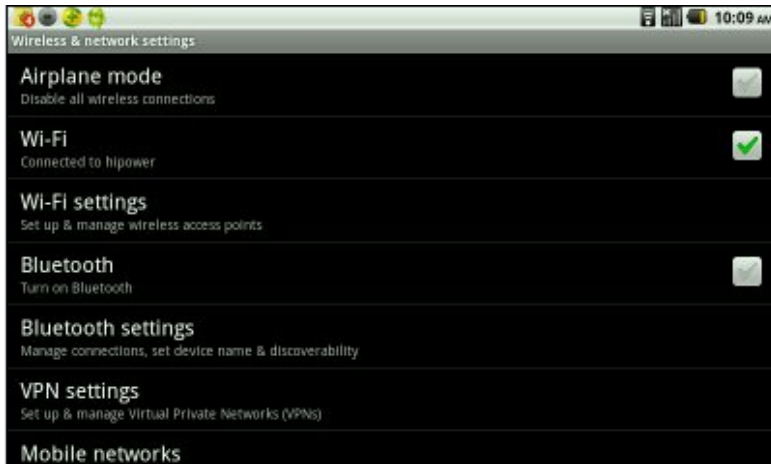 10:09 AM
Wireless & network settings
Airplane mode
Disable all wireless connections
Wi-Fi
Connected to hipower
Wi-Fi settings
Set up & manage wireless access points
Bluetooth
Turn on Bluetooth
Bluetooth settings
Manage connections, set device name & discoverability
VPN settings
Set up & manage Virtual Private Networks (VPNs)
Mobile networks